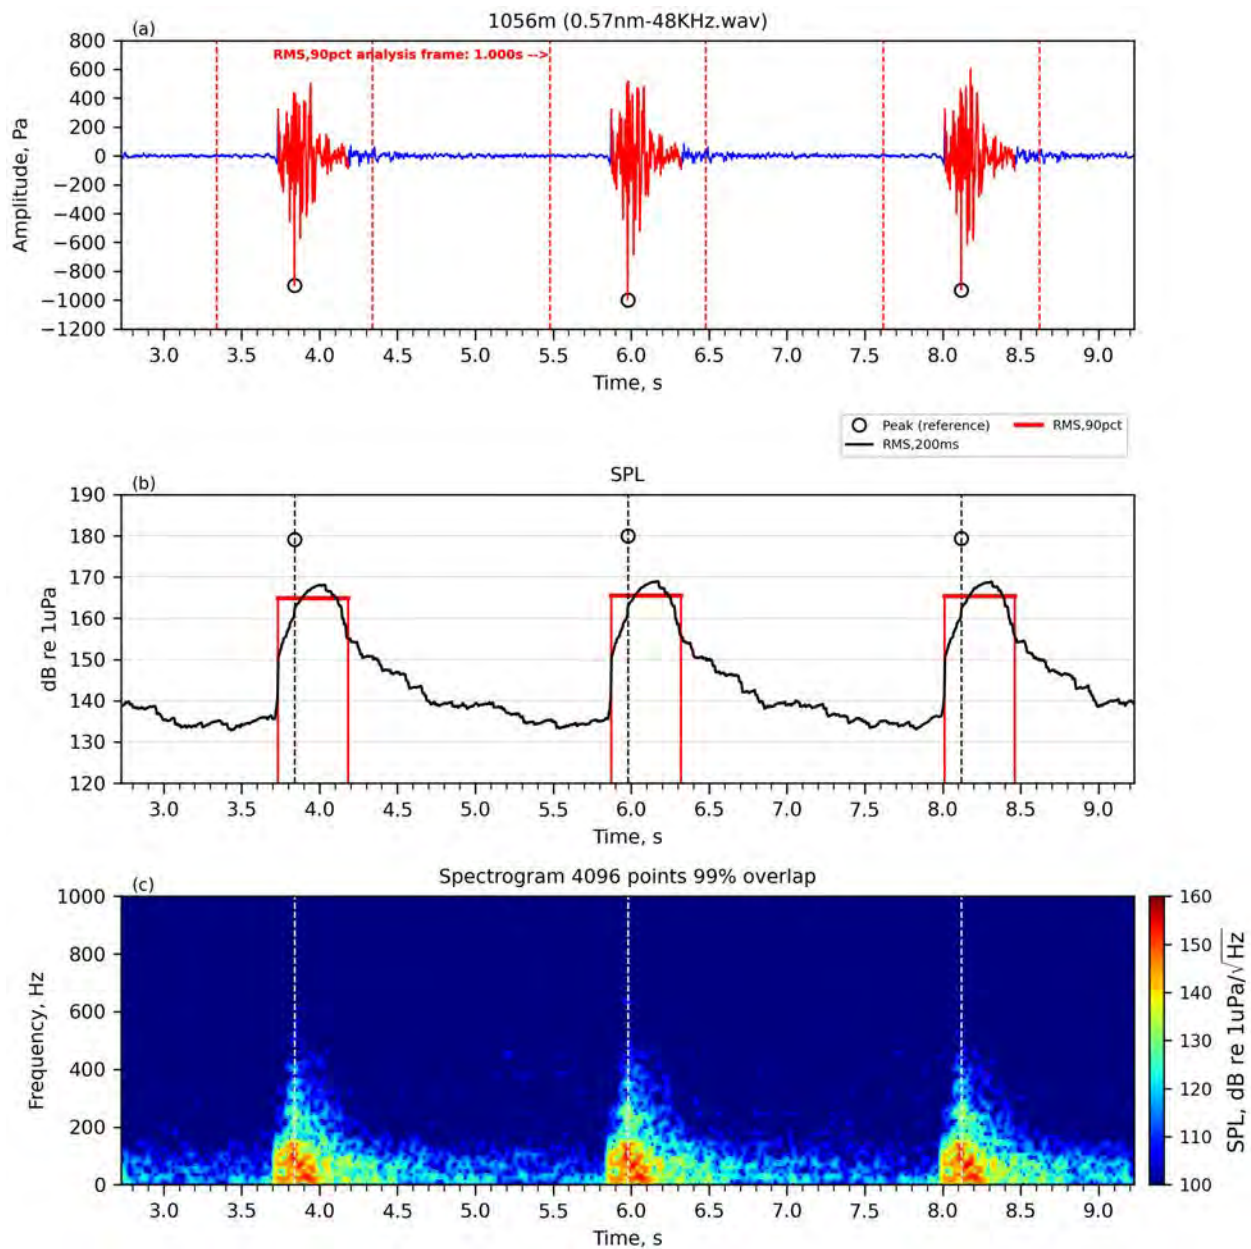 1056m (0.57nm-48KHz.wav)
(a)
RMS,90pct analysis frame: 1.000s -->
800
600
400
200
0
−200
−400
−600
−800
−1000
−1200
Amplitude, Pa
3.0 3.5 4.0 4.5 5.0 5.5 6.0 6.5 7.0 7.5 8.0 8.5 9.0
Time, s
Peak (reference) RMS,90pct
RMS,200ms
(b) SPL
190
180
170
160
150
140
130
120
dB re 1uPa
3.0 3.5 4.0 4.5 5.0 5.5 6.0 6.5 7.0 7.5 8.0 8.5 9.0
Time, s
(c) Spectrogram 4096 points 99% overlap
1000
800
600
400
200
0
Frequency, Hz
3.0 3.5 4.0 4.5 5.0 5.5 6.0 6.5 7.0 7.5 8.0 8.5 9.0
Time, s
160
150
140
130
120
110
100
SPL, dB re 1uPa/√Hz